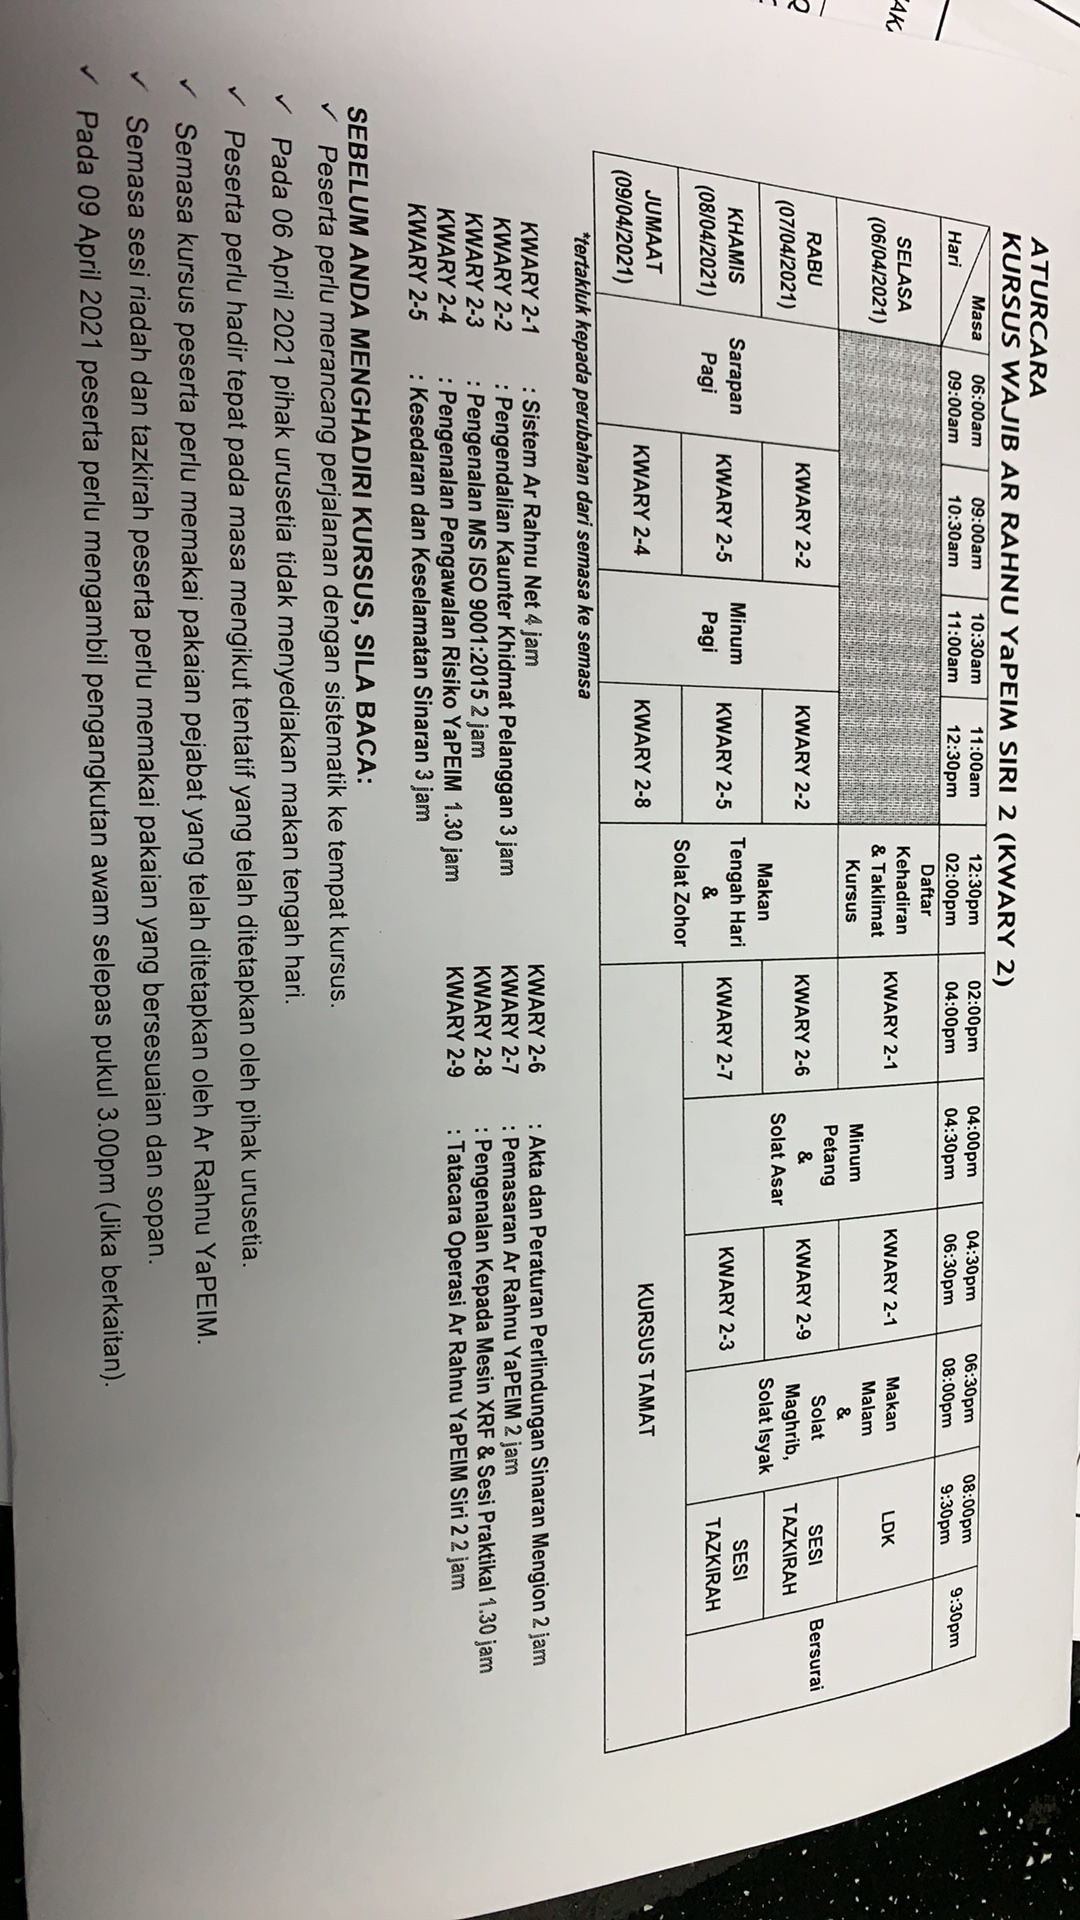 ATURCARA
KURSUS WAJIB AR RAHNU YaPEIM SIRI 2 (KWARY 2)
Masa
Hari
06:00am
09:00am
09:00am
10:30am
10:30am
11:00am
11:00am
12:30pm
12:30pm
02:00pm
02:00pm
04:00pm
04:00pm
04:30pm
04:30pm
06:30pm
06:30pm
08:00pm
08:00pm
9:30pm
9:30pm
SELASA
(06/04/2021)
Daftar
Kehadiran
& Taklimat
Kursus
KWARY 2-1
Minum
Petang
&
Solat Asar
KWARY 2-1
Makan
Malam
&
Solat
Maghrib,
Solat Isyak
LDK
Bersurai
RABU
(07/04/2021)
Sarapan
Pagi
KWARY 2-2
Minum
Pagi
KWARY 2-2
Makan
Tengah Hari
&
Solat Zohor
KWARY 2-6
KWARY 2-9
SESI
TAZKIRAH
KHAMIS
(08/04/2021)
KWARY 2-5
KWARY 2-5
KWARY 2-7
KWARY 2-3
SESI
TAZKIRAH
JUMAAT
(09/04/2021)
KWARY 2-4
KWARY 2-8
KURSUS TAMAT
*tertakluk kepada perubahan dari semasa ke semasa
KWARY 2-1 : Sistem Ar Rahnu Net 4 jam
KWARY 2-2 : Pengendalian Kaunter Khidmat Pelanggan 3 jam
KWARY 2-3 : Pengenalan MS ISO 9001:2015 2 jam
KWARY 2-4 : Pengenalan Pengawalan Risiko YaPEIM 1.30 jam
KWARY 2-5 : Kesedaran dan Keselamatan Sinaran 3 jam
KWARY 2-6 : Akta dan Peraturan Perlindungan Sinaran Mengion 2 jam
KWARY 2-7 : Pemasaran Ar Rahnu YaPEIM 2 jam
KWARY 2-8 : Pengenalan Kepada Mesin XRF & Sesi Praktikal 1.30 jam
KWARY 2-9 : Tatacara Operasi Ar Rahnu YaPEIM Siri 2 2 jam
SEBELUM ANDA MENGHADIRI KURSUS, SILA BACA:
✓ Peserta perlu merancang perjalanan dengan sistematik ke tempat kursus.
✓ Pada 06 April 2021 pihak urusetia tidak menyediakan makan tengah hari.
✓ Peserta perlu hadir tepat pada masa mengikut tentatif yang telah ditetapkan oleh pihak urusetia.
✓ Semasa kursus peserta perlu memakai pakaian pejabat yang telah ditetapkan oleh Ar Rahnu YaPEIM.
✓ Semasa sesi riadah dan tazkirah peserta perlu memakai pakaian yang bersesuaian dan sopan.
✓ Pada 09 April 2021 peserta perlu mengambil pengangkutan awam selepas pukul 3.00pm (Jika berkaitan).